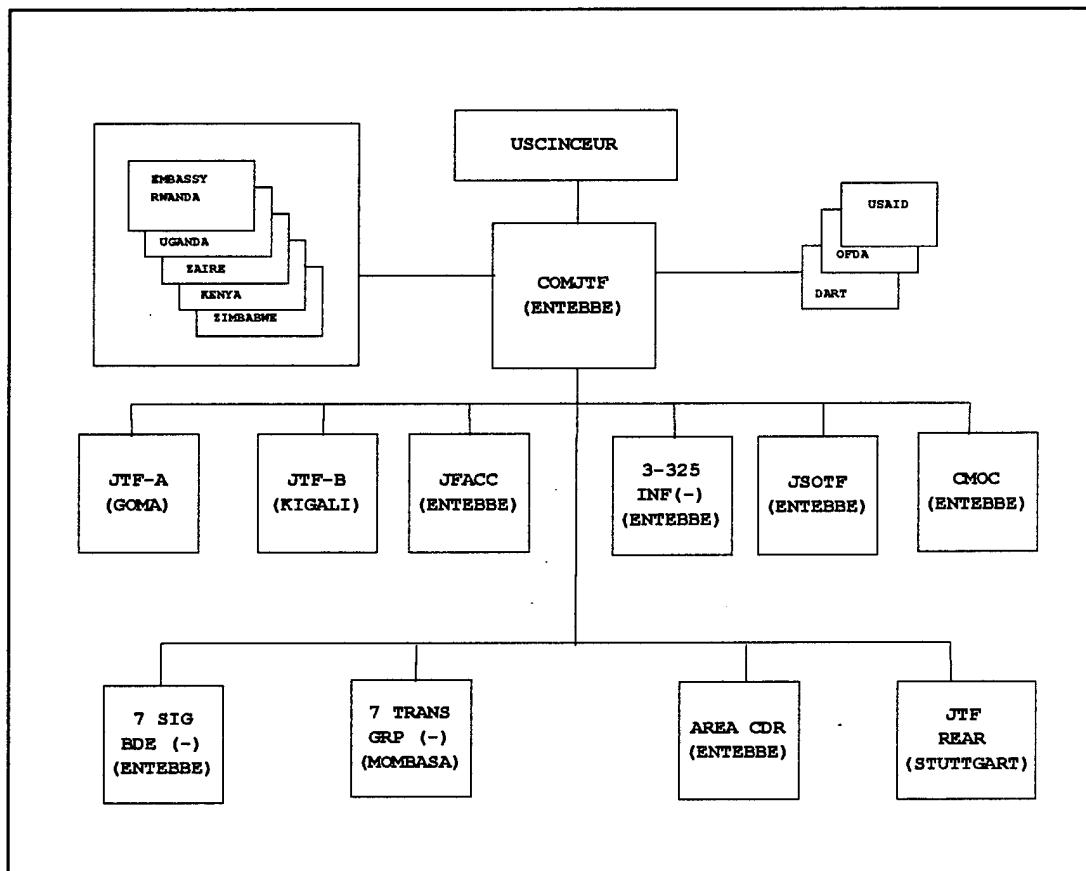 USCINCEUR
EMBASSY
RWANDA
UGANDA
ZAIRE
KENYA
ZIMBABWE
COMJTF
(ENTEBBE)
USAID
OFDA
DART
JTF-A
(GOMA)
JTF-B
(KIGALI)
JFACC
(ENTEBBE)
3-325
INF(-)
(ENTEBBE)
JSOTF
(ENTEBBE)
CMOC
(ENTEBBE)
7 SIG
BDE (-)
(ENTEBBE)
7 TRANS
GRP (-)
(MOMBASA)
AREA CDR
(ENTEBBE)
JTF
REAR
(STUTTGART)